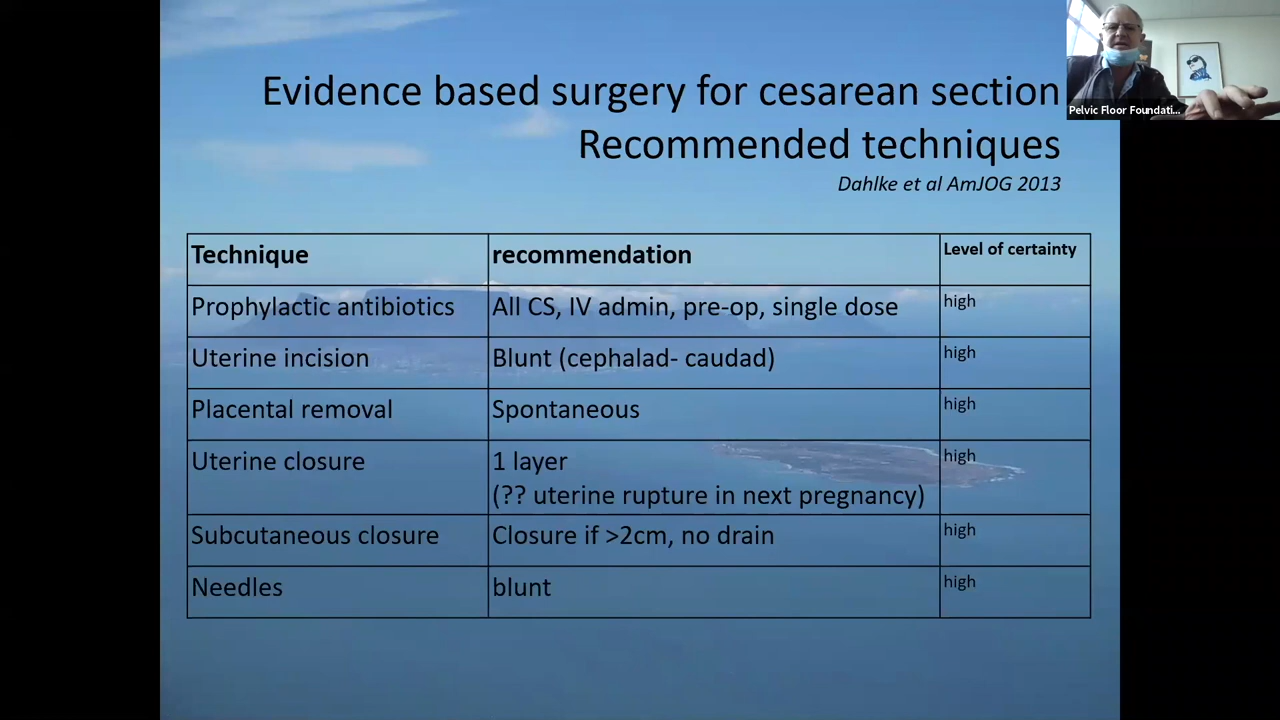 Evidence based surgery for cesarean section
Recommended techniques
Dahlke et al AmJOG 2013
Pelvic Floor Foundati...
Technique recommendation Level of certainty
Prophylactic antibiotics All CS, IV admin, pre-op, single dose high
Uterine incision Blunt (cephalad- caudad) high
Placental removal Spontaneous high
Uterine closure 1 layer high
(?? uterine rupture in next pregnancy)
Subcutaneous closure Closure if >2cm, no drain high
Needles blunt high